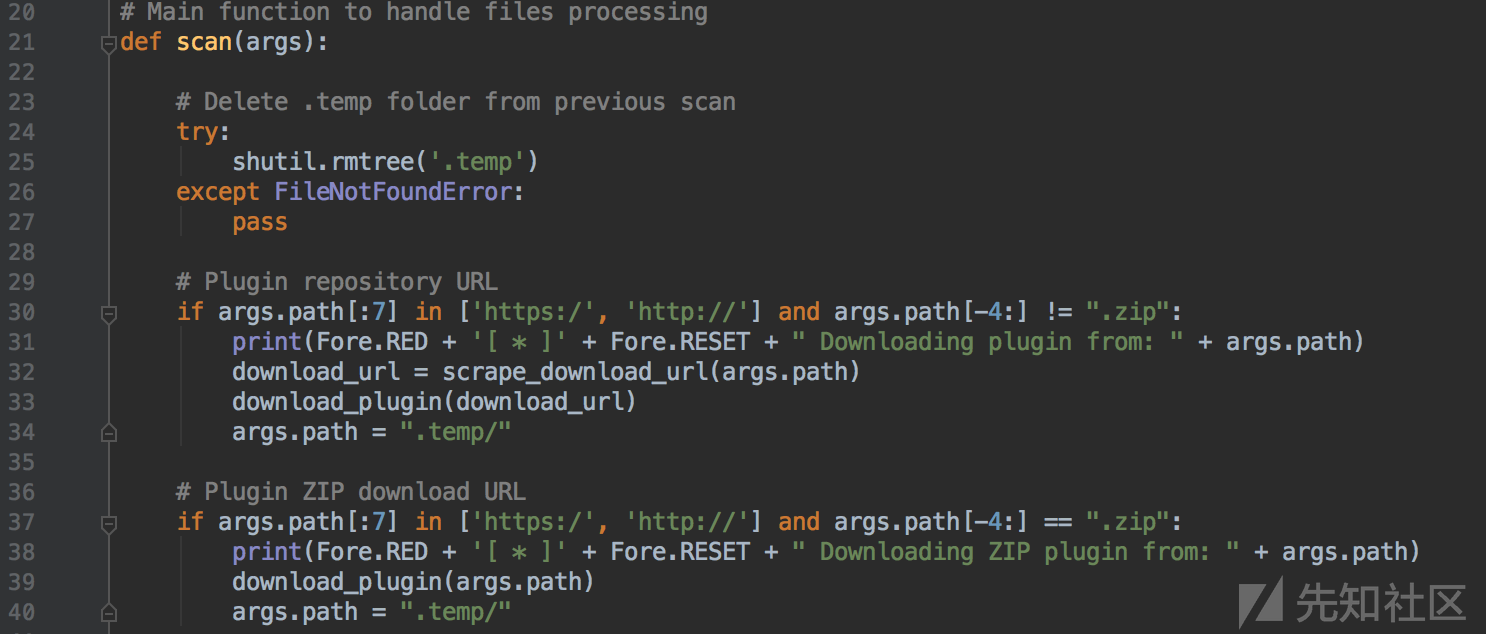 20 # Main function to handle files processing
21 def scan(args):
22
23     # Delete .temp folder from previous scan
24     try:
25         shutil.rmtree('.temp')
26     except FileNotFoundError:
27         pass
28
29     # Plugin repository URL
30     if args.path[:7] in ['https:/', 'http://'] and args.path[-4:] != ".zip":
31         print(Fore.RED + '[ * ]' + Fore.RESET + " Downloading plugin from: " + args.path)
32         download_url = scrape_download_url(args.path)
33         download_plugin(download_url)
34         args.path = ".temp/"
35
36     # Plugin ZIP download URL
37     if args.path[:7] in ['https:/', 'http://'] and args.path[-4:] == ".zip":
38         print(Fore.RED + '[ * ]' + Fore.RESET + " Downloading ZIP plugin from: " + args.path)
39         download_plugin(args.path)
40         args.path = ".temp/"
先知社区